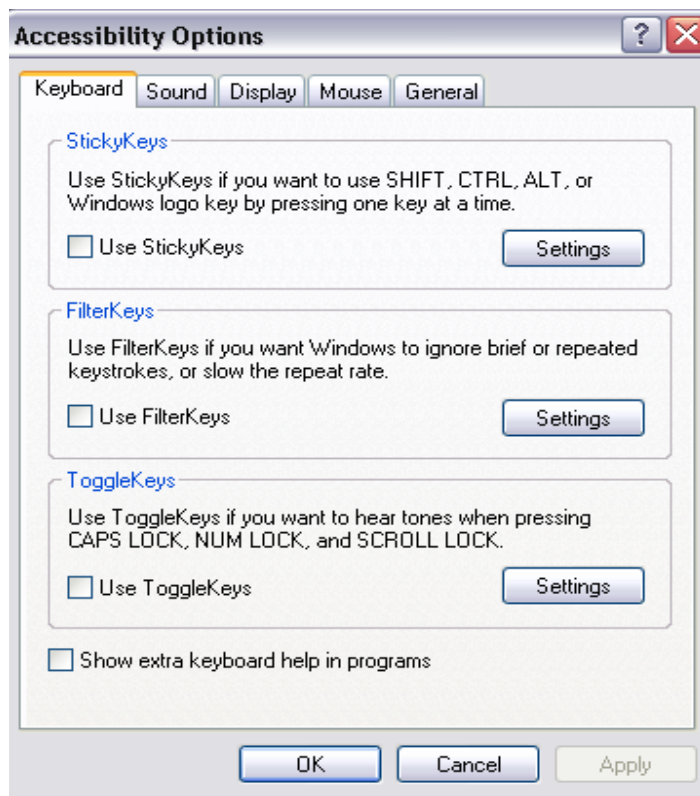 Accessibility Options
?
Keyboard Sound Display Mouse General
StickyKeys
Use StickyKeys if you want to use SHIFT, CTRL, ALT, or
Windows logo key by pressing one key at a time.
Use StickyKeys Settings
FilterKeys
Use FilterKeys if you want Windows to ignore brief or repeated
keystrokes, or slow the repeat rate.
Use FilterKeys Settings
ToggleKeys
Use ToggleKeys if you want to hear tones when pressing
CAPS LOCK, NUM LOCK, and SCROLL LOCK.
Use ToggleKeys Settings
Show extra keyboard help in programs
OK Cancel Apply